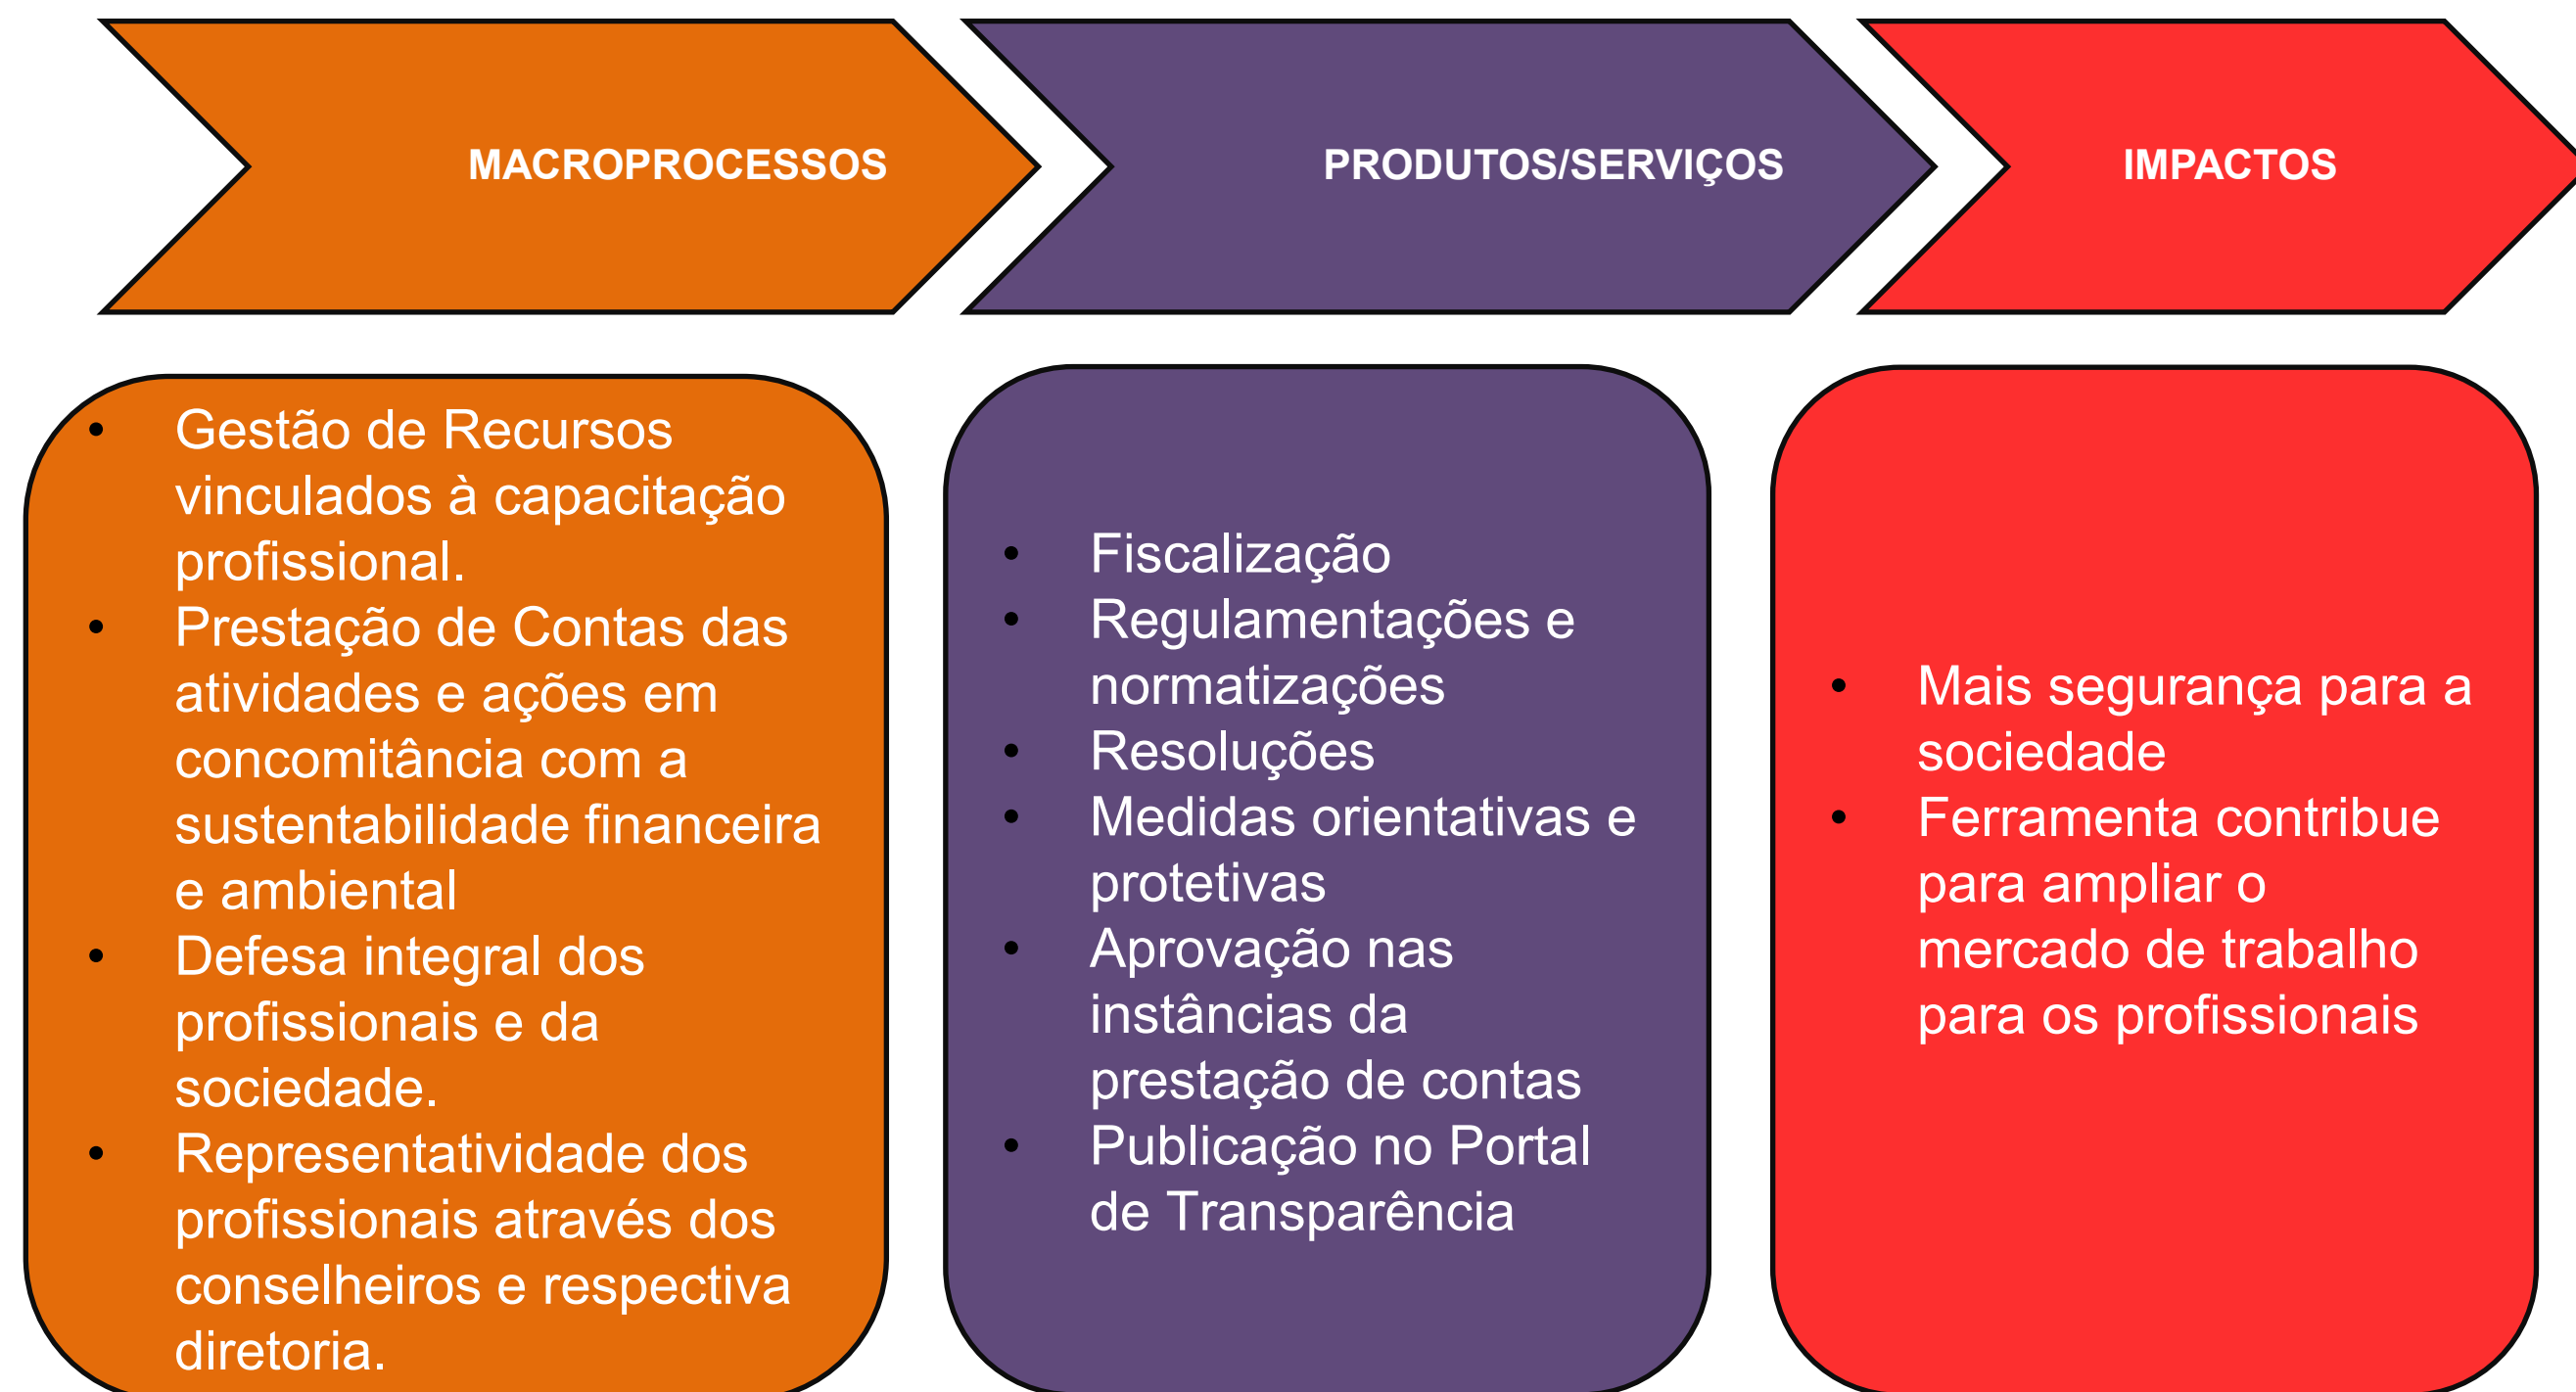 MACROPROCESSOS
PRODUTOS/SERVIÇOS
IMPACTOS
• Gestão de Recursos
vinculados à capacitação
profissional.
• Prestação de Contas das
atividades e ações em
concomitância com a
sustentabilidade financeira
e ambiental
• Defesa integral dos
profissionais e da
sociedade.
• Representatividade dos
profissionais através dos
conselheiros e respectiva
diretoria.
• Fiscalização
• Regulamentações e
normatizações
• Resoluções
• Medidas orientativas e
protetivas
• Aprovação nas
instâncias da
prestação de contas
• Publicação no Portal
de Transparência
• Mais segurança para a
sociedade
• Ferramenta contribue
para ampliar o
mercado de trabalho
para os profissionais